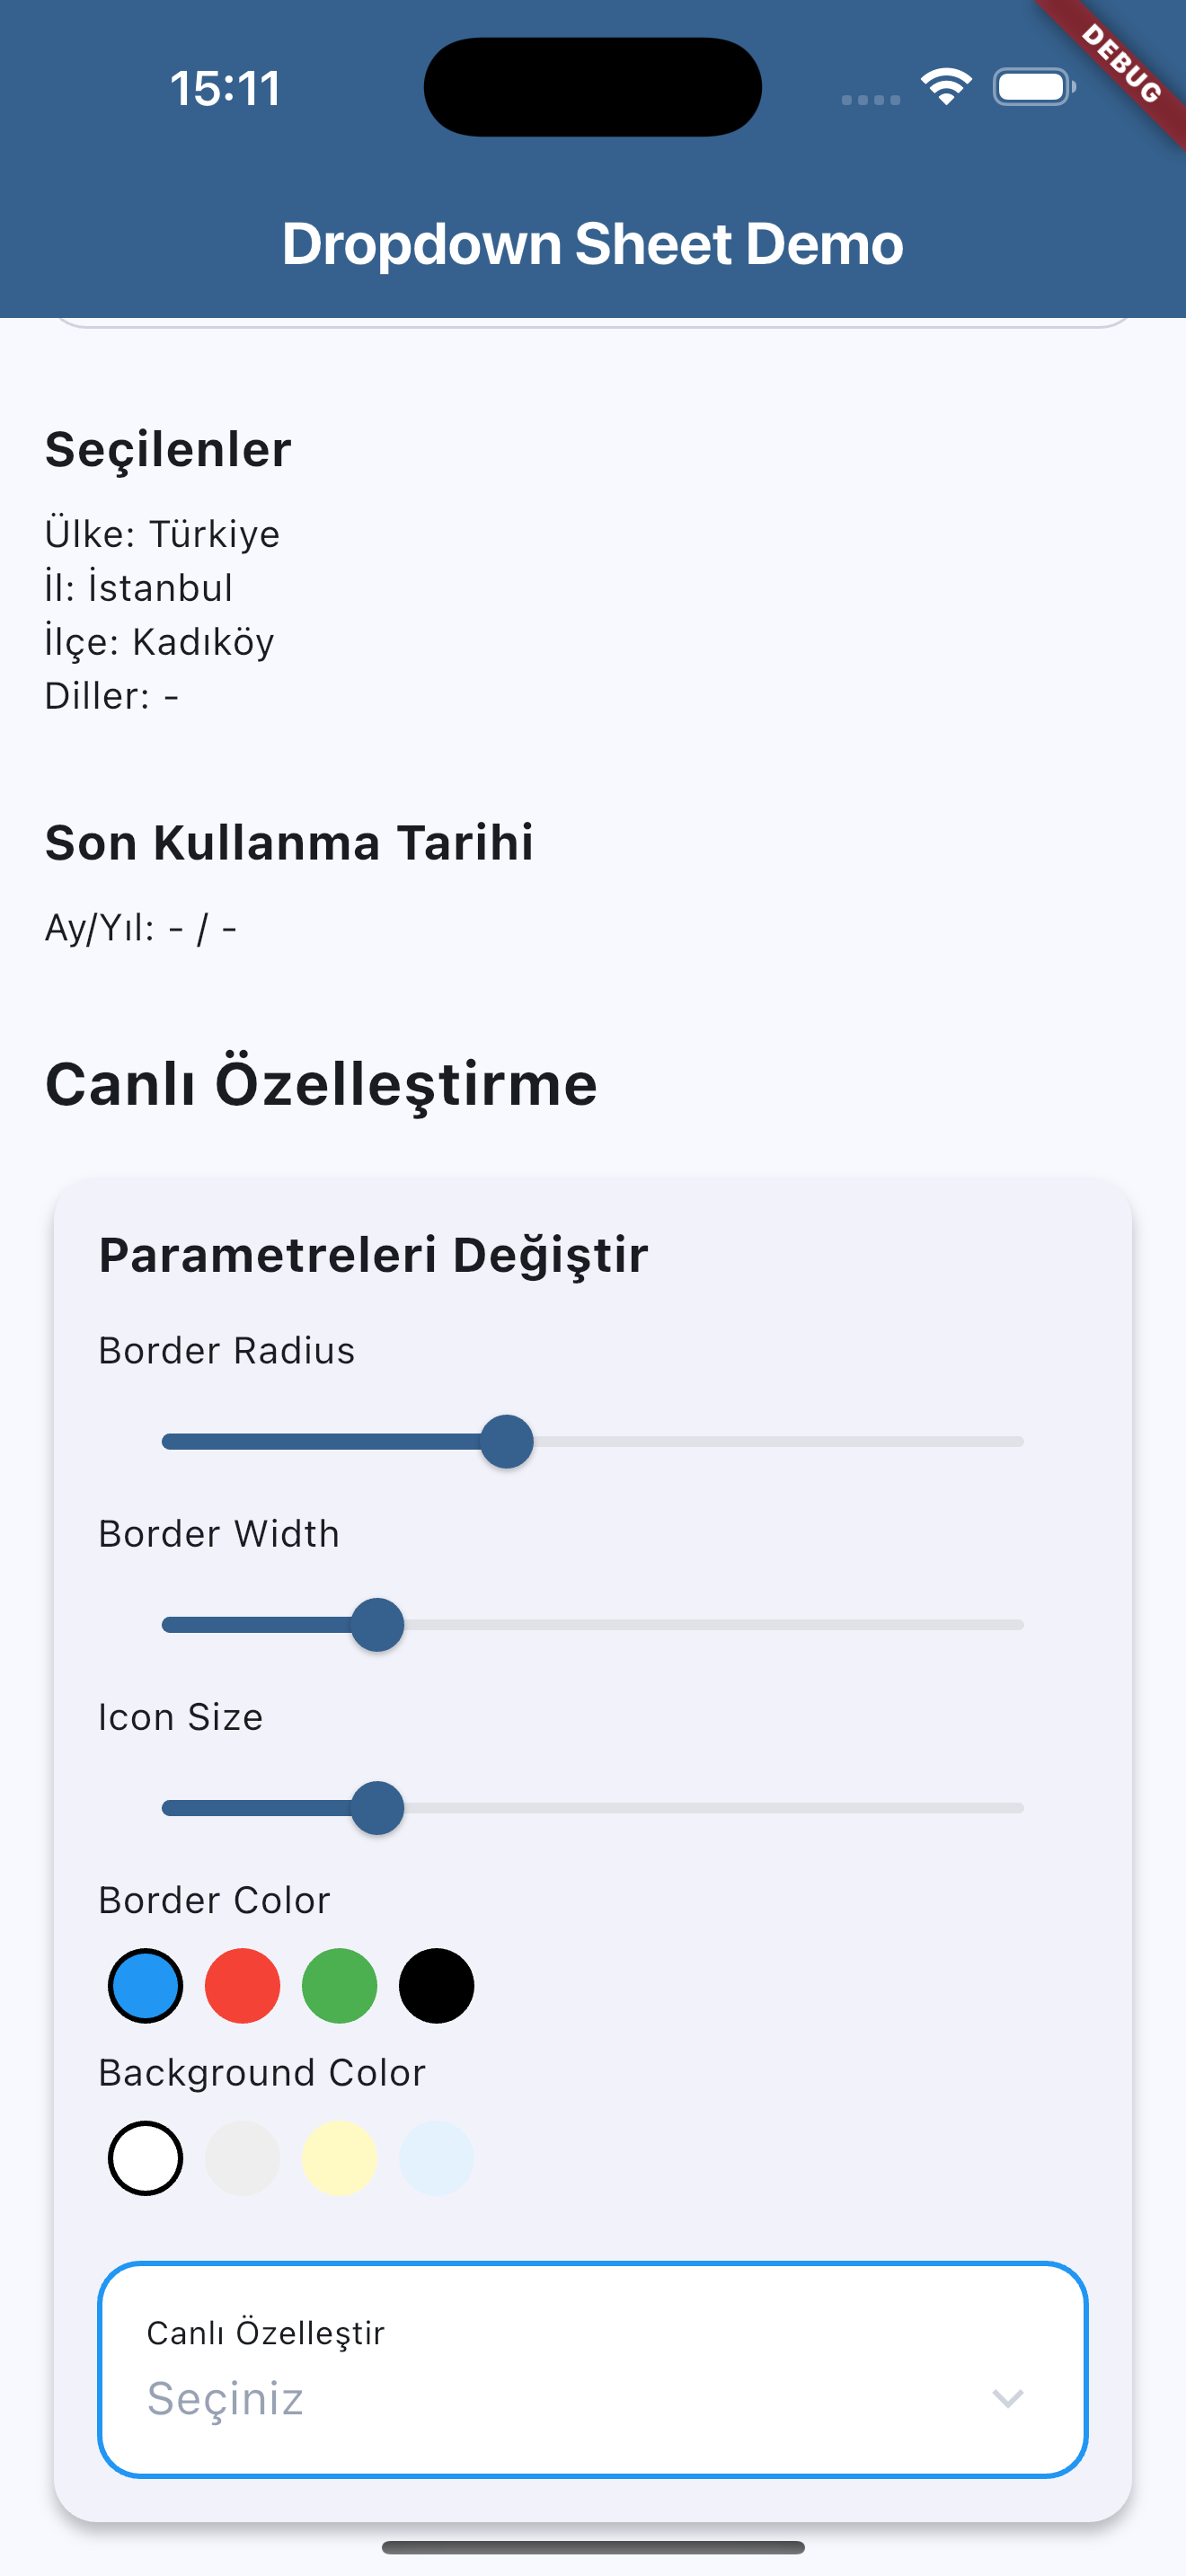 15:11
DEBUG
Dropdown Sheet Demo
Seçilenler
Ülke: Türkiye
İl: İstanbul
İlçe: Kadıköy
Diller: -
Son Kullanma Tarihi
Ay/Yıl: - / -
Canlı Özelleştirme
Parametreleri Değiştir
Border Radius
Border Width
Icon Size
Border Color
Background Color
Canlı Özelleştir
Seçiniz